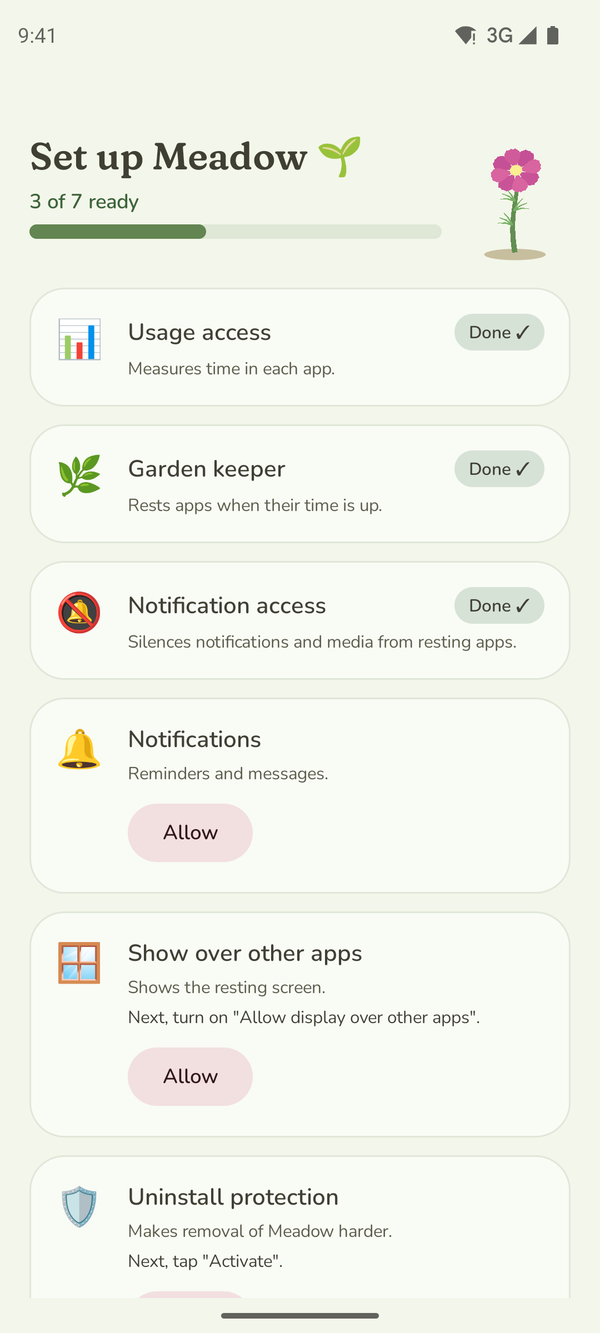 9:41
3G
Set up Meadow 🌱
3 of 7 ready
Usage access
Done ✓
Measures time in each app.
Garden keeper
Done ✓
Rests apps when their time is up.
Notification access
Done ✓
Silences notifications and media from resting apps.
Notifications
Reminders and messages.
Allow
Show over other apps
Shows the resting screen.
Next, turn on "Allow display over other apps".
Allow
Uninstall protection
Makes removal of Meadow harder.
Next, tap "Activate".